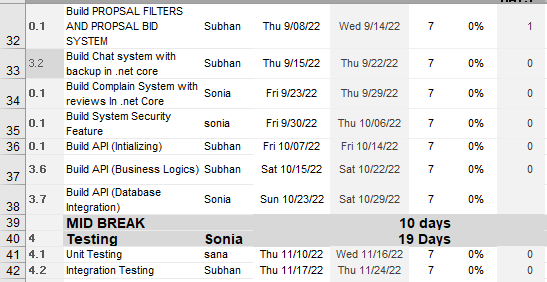 Build PROPSAL FILTERS
32 0.1 AND PROPSAL BID Subhan Thu 9/08/22 Wed 9/14/22 7 0% 1
SYSTEM
33 3.2 Build Chat system with Subhan Thu 9/15/22 Thu 9/22/22 7 0% 0
backup in .net core
34 0.1 Build Complain System with Sonia Fri 9/23/22 Thu 9/29/22 7 0% 0
reviews In .get Core
35 0.1 Build System Security sonia Fri 9/30/22 Thu 10/06/22 7 0% 0
Feature
36 0.1 Build API (Intializing) Subhan Fri 10/07/22 Fri 10/14/22 7 0% 0
37 3.6 Build API (Business Logics) Subhan Sat 10/15/22 Sat 10/22/22 7 0% 0
38 3.7 Build API (Database Sonia Sun 10/23/22 Sat 10/29/22 7 0%
Integration)
39 MID BREAK 10 days
40 4 Testing Sonia 19 Days
41 4.1 Unit Testing sana Thu 11/10/22 Wed 11/16/22 7 0% 0
42 4.2 Integration Testing Subhan Thu 11/17/22 Thu 11/24/22 7 0% 0